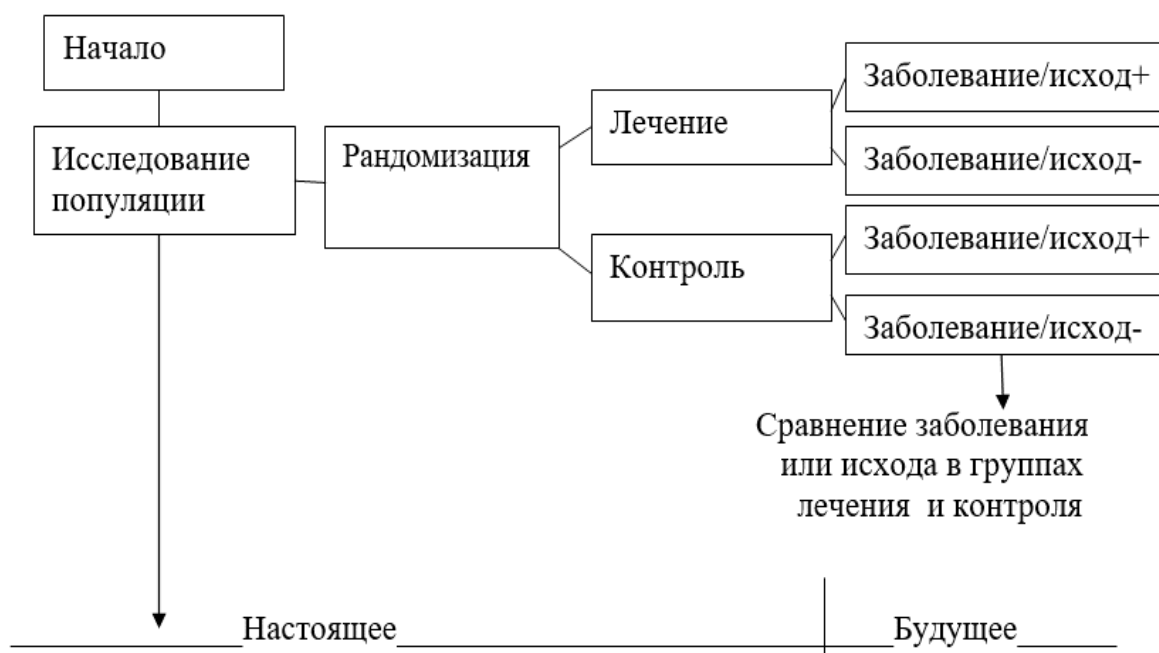 Начало
Исследование
популяции
Рандомизация
Лечение
Контроль
Заболевание/исход+
Заболевание/исход-
Заболевание/исход+
Заболевание/исход-
Сравнение заболевания
или исхода в группах
лечения и контроля
Настоящее
Будущее